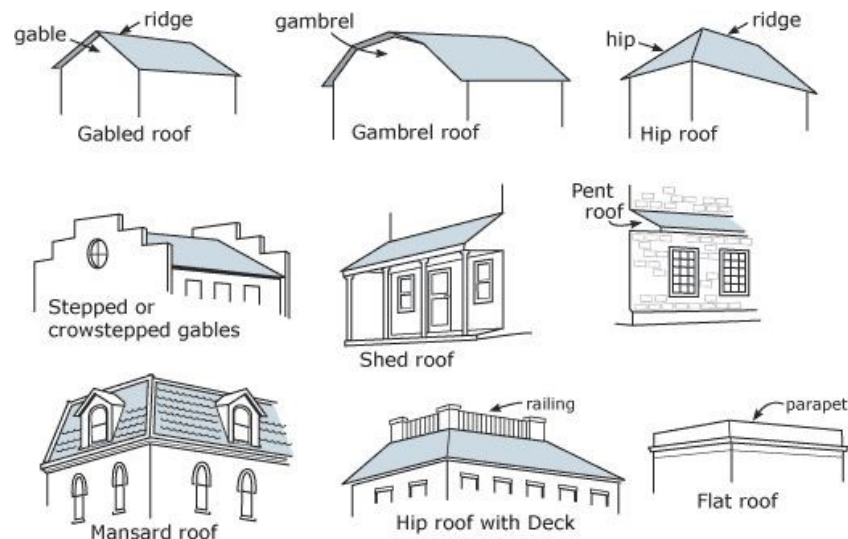 ridge
gable
Gabled roof
gambrel
Gambrel roof
ridge
hip
Hip roof
Stepped or
crowstepped gables
Shed roof
Pent
roof
Mansard roof
railing
Hip roof with Deck
parapet
Flat roof